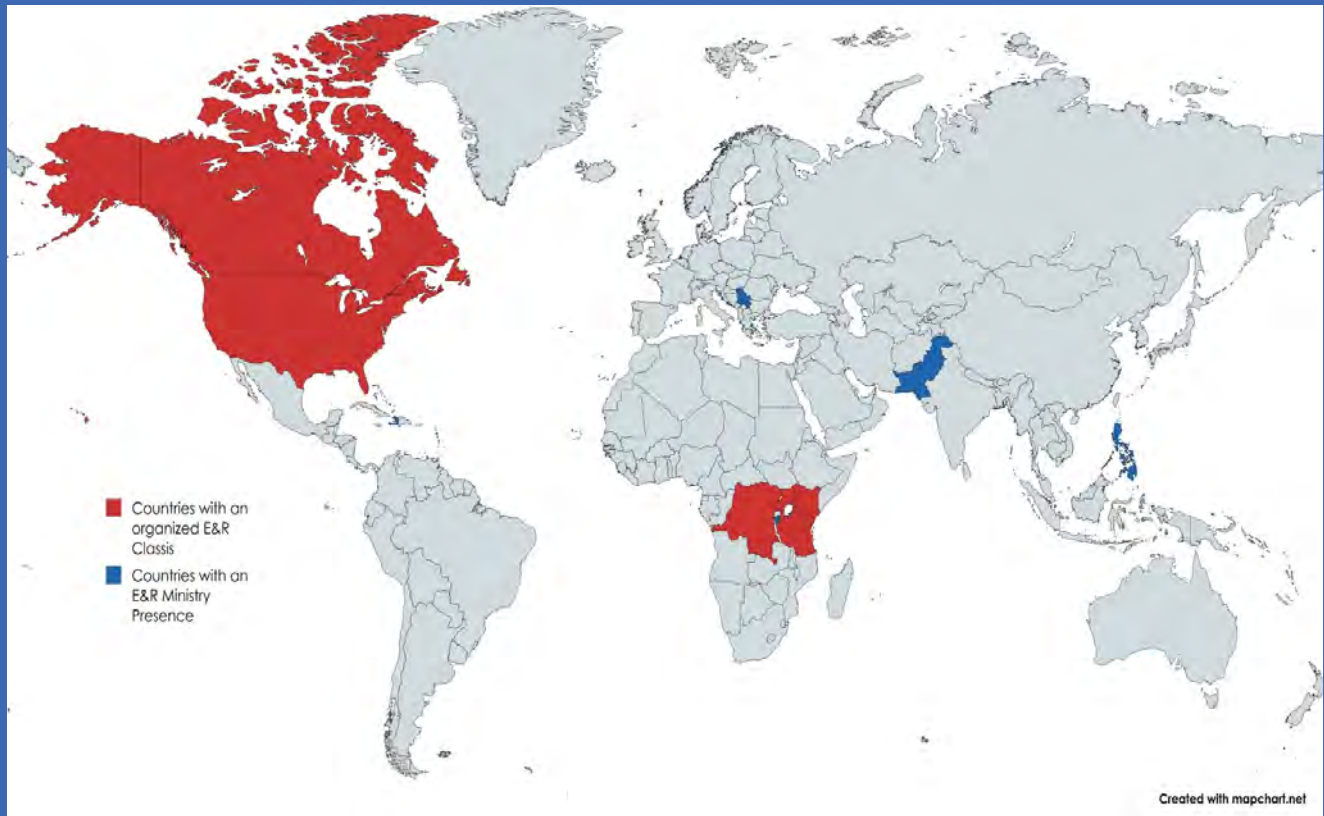 Countries with an
organized E&R
Classis
Countries with an
E&R Ministry
Presence
Created with mapchart.net